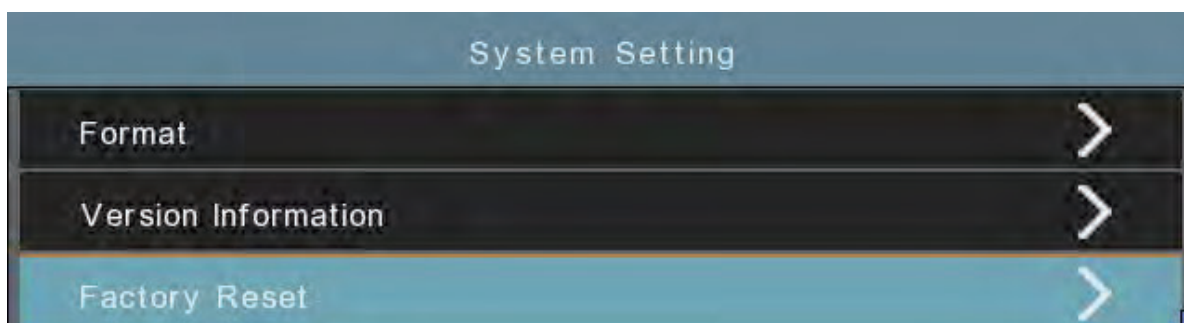 System Setting
Format
Version Information
Factory Reset